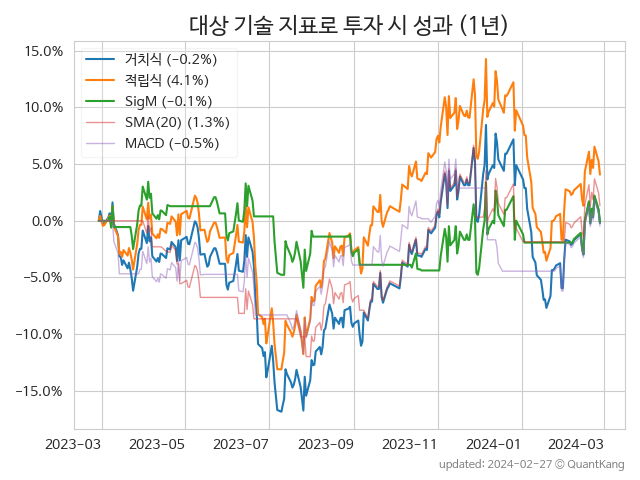 대상 기술 지표로 투자 시 성과 (1년)
15.0%
10.0%
5.0%
0.0%
−5.0%
−10.0%
−15.0%
거치식 (−0.2%)
적립식 (4.1%)
SigM (−0.1%)
SMA(20) (1.3%)
MACD (−0.5%)
2023-03 2023-05 2023-07 2023-09 2023-11 2024-01 2024-03
updated: 2024-02-27 © QuantKang